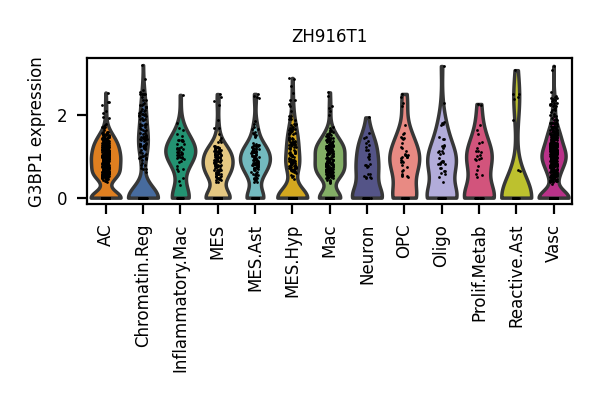 ZH916T1
G3BP1 expression
2
0
AC
Chromatin.Reg
Inflammatory.Mac
MES
MES.Ast
MES.Hyp
Mac
Neuron
OPC
Oligo
Prolif.Metab
Reactive.Ast
Vasc